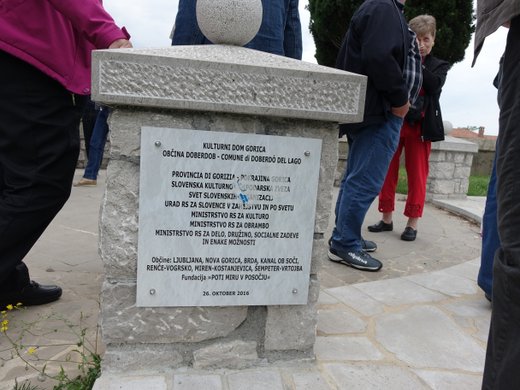 KULTURNI DOM GORICA
OBČINA DOBERDOB - COMUNE di DOBERDÒ DEL LAGO
PROVINCIA DI GORIZIA - POKRAJINA GORICA
SLOVENSKA KULTURNO GOSPODARSKA ZVEZA
SVET SLOVENSKIH ORGANIZACIJ
URAD RS ZA SLOVENCE V ZAMEJSTVU IN PO SVETU
MINISTRSTVO RS ZA KULTURO
MINISTRSTVO RS ZA OBRAMBO
MINISTRSTVO RS ZA DELO, DRUŽINO, SOCIALNE ZADEVE
IN ENAKE MOŽNOSTI
Občine: LJUBLJANA, NOVA GORICA, BRDA, KANAL OB SOČI,
RENČE-VOGRSKO, MIREN-KOSTANJEVICA, ŠEMPETER-VRTOJBA
Fundacija »POTI MIRU V POSOČJU«
26. OKTOBER 2016